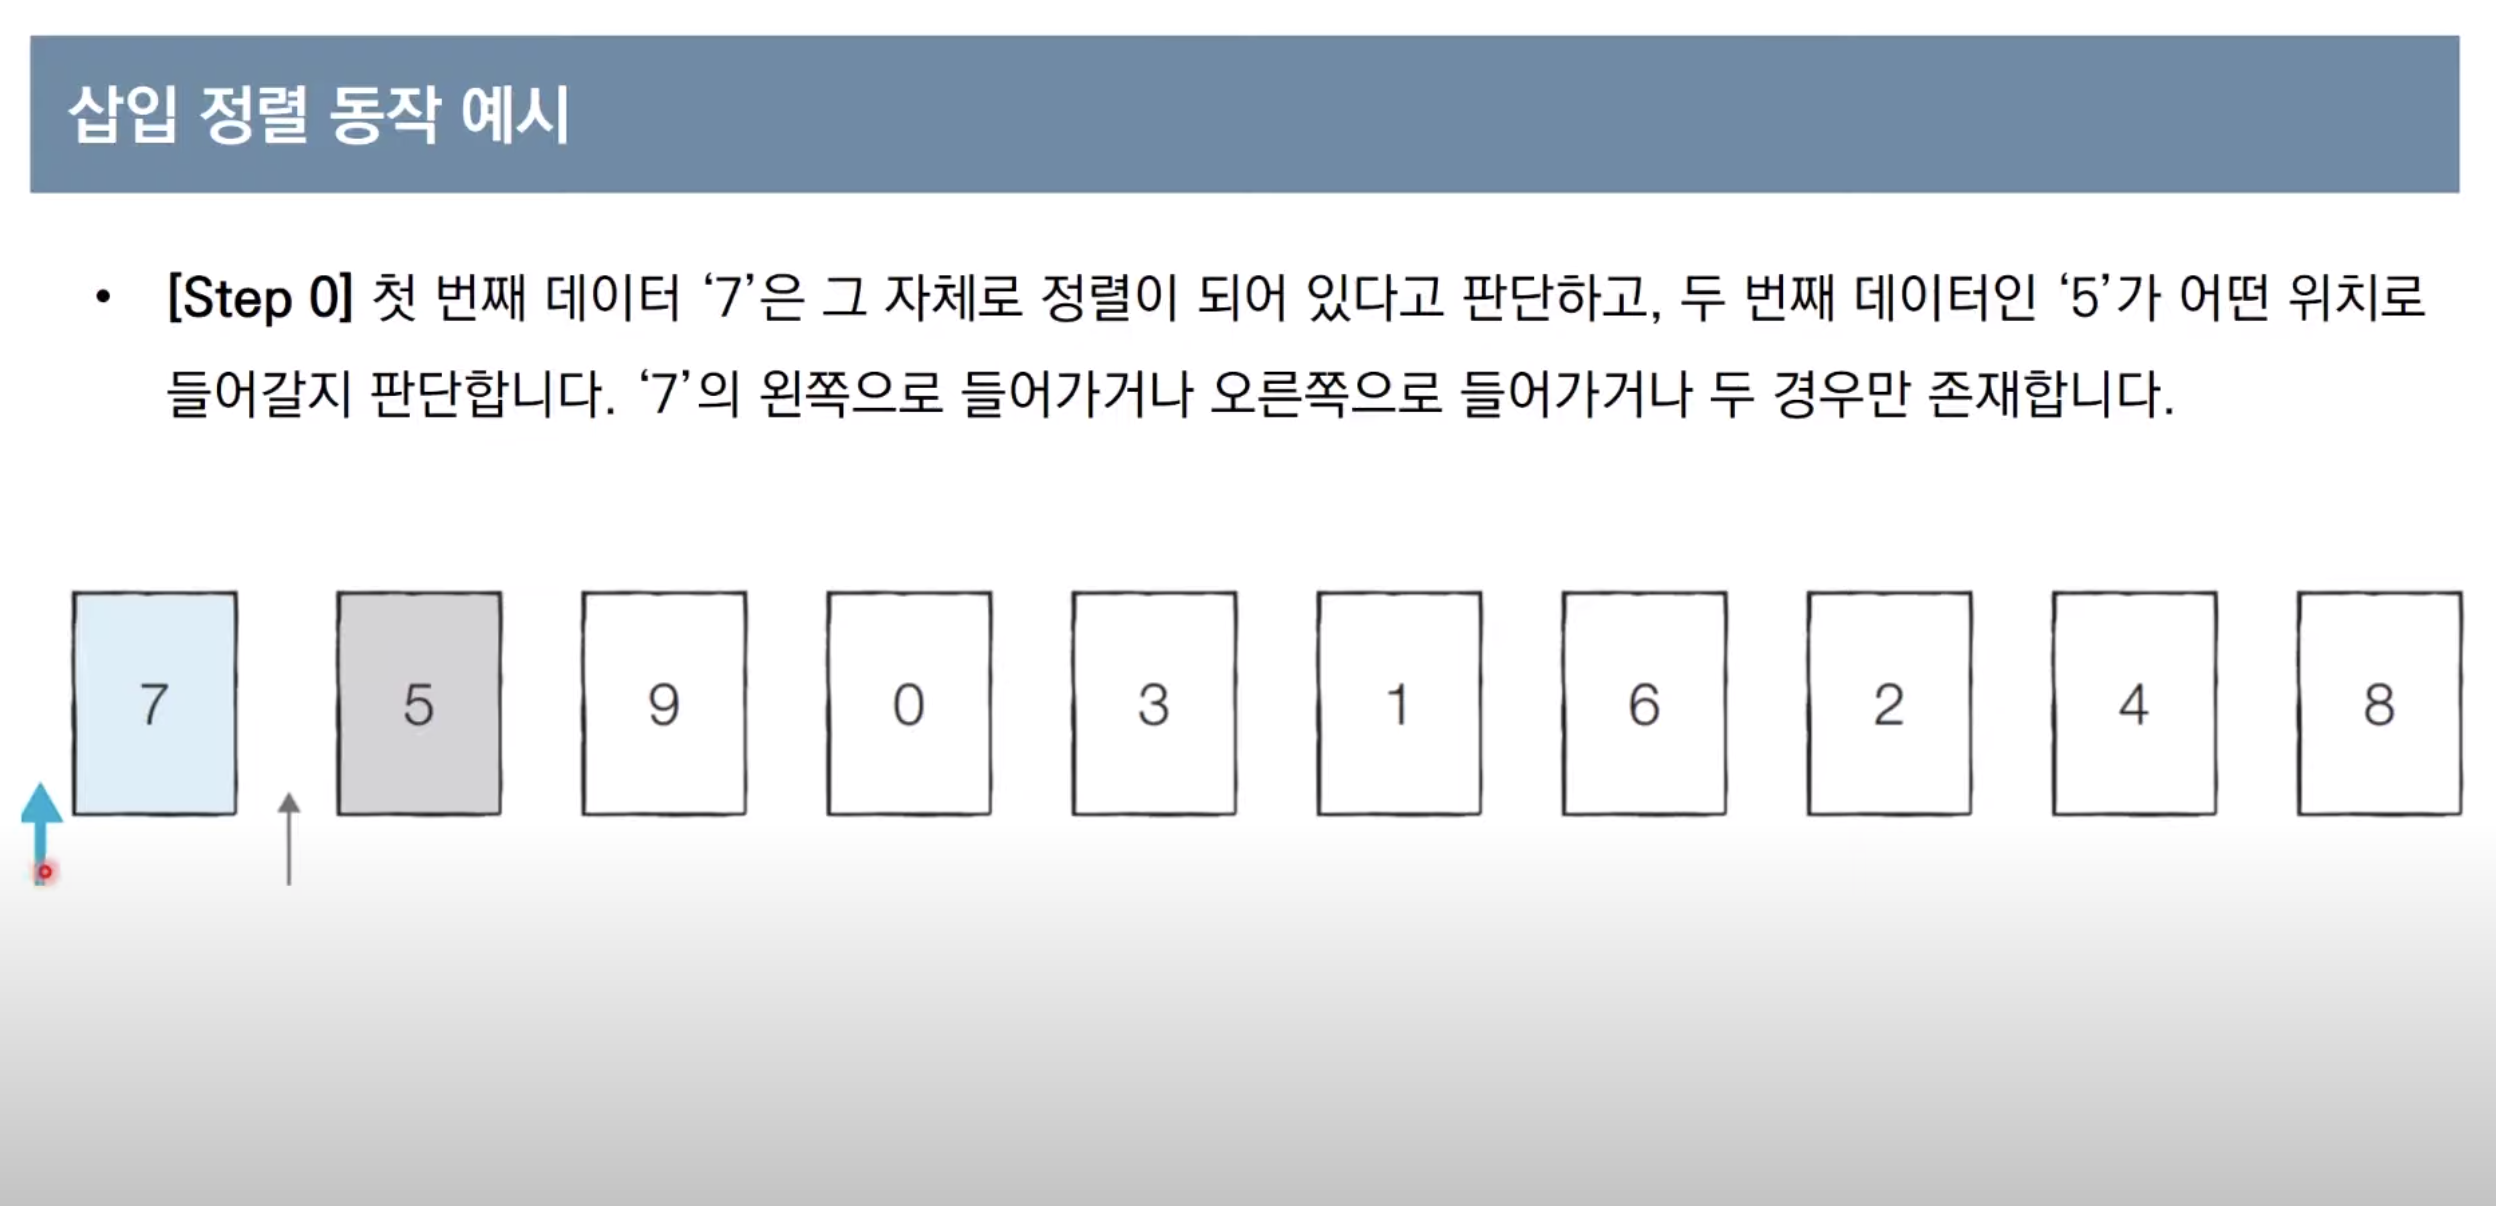 삽입 정렬 동작 예시
• [Step 0] 첫 번째 데이터 ‘7’은 그 자체로 정렬이 되어 있다고 판단하고, 두 번째 데이터인 ‘5’가 어떤 위치로
들어갈지 판단합니다. ‘7’의 왼쪽으로 들어가거나 오른쪽으로 들어가거나 두 경우만 존재합니다.
7 5 9 0 3 1 6 2 4 8